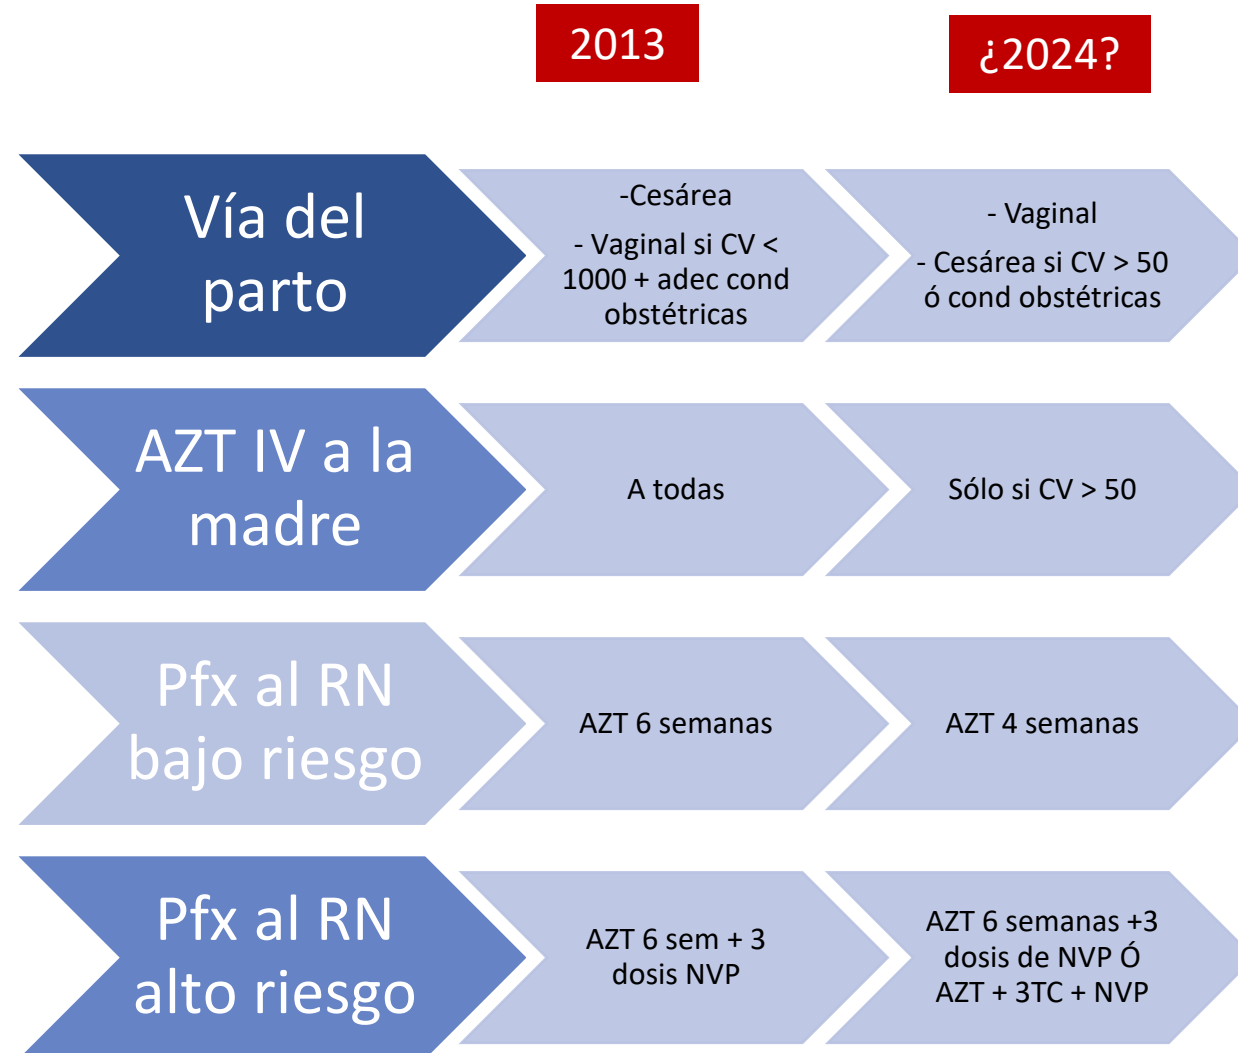 2013
¿2024?
Vía del
parto
-Cesárea
- Vaginal si CV <
1000 + adec cond
obstétricas
- Vaginal
- Cesárea si CV > 50
ó cond obstétricas
AZT IV a la
madre
A todas
Sólo si CV > 50
Pfx al RN
bajo riesgo
AZT 6 semanas
AZT 4 semanas
Pfx al RN
alto riesgo
AZT 6 sem + 3
dosis NVP
AZT 6 semanas +3
dosis de NVP Ó
AZT + 3TC + NVP